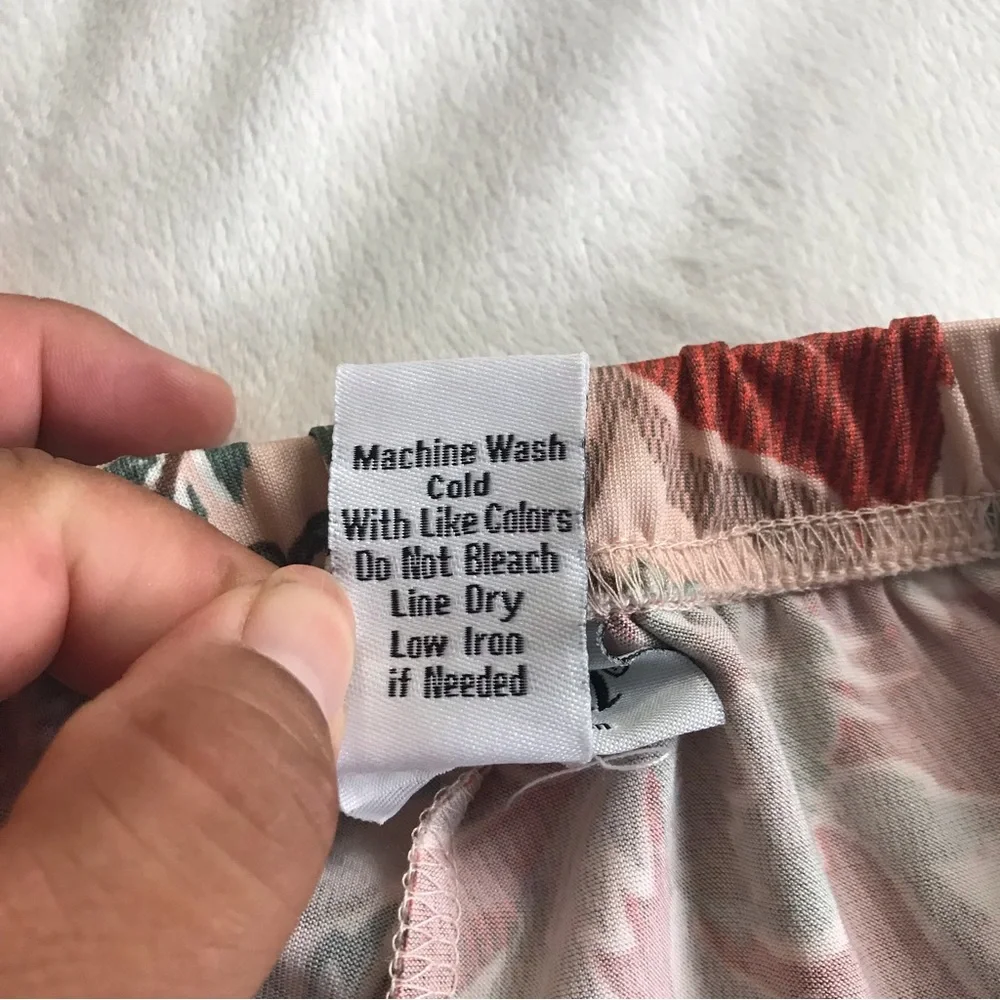 Machine Wash
Cold
With Like Colors
Do Not Bleach
Line Dry
Low Iron
if Needed